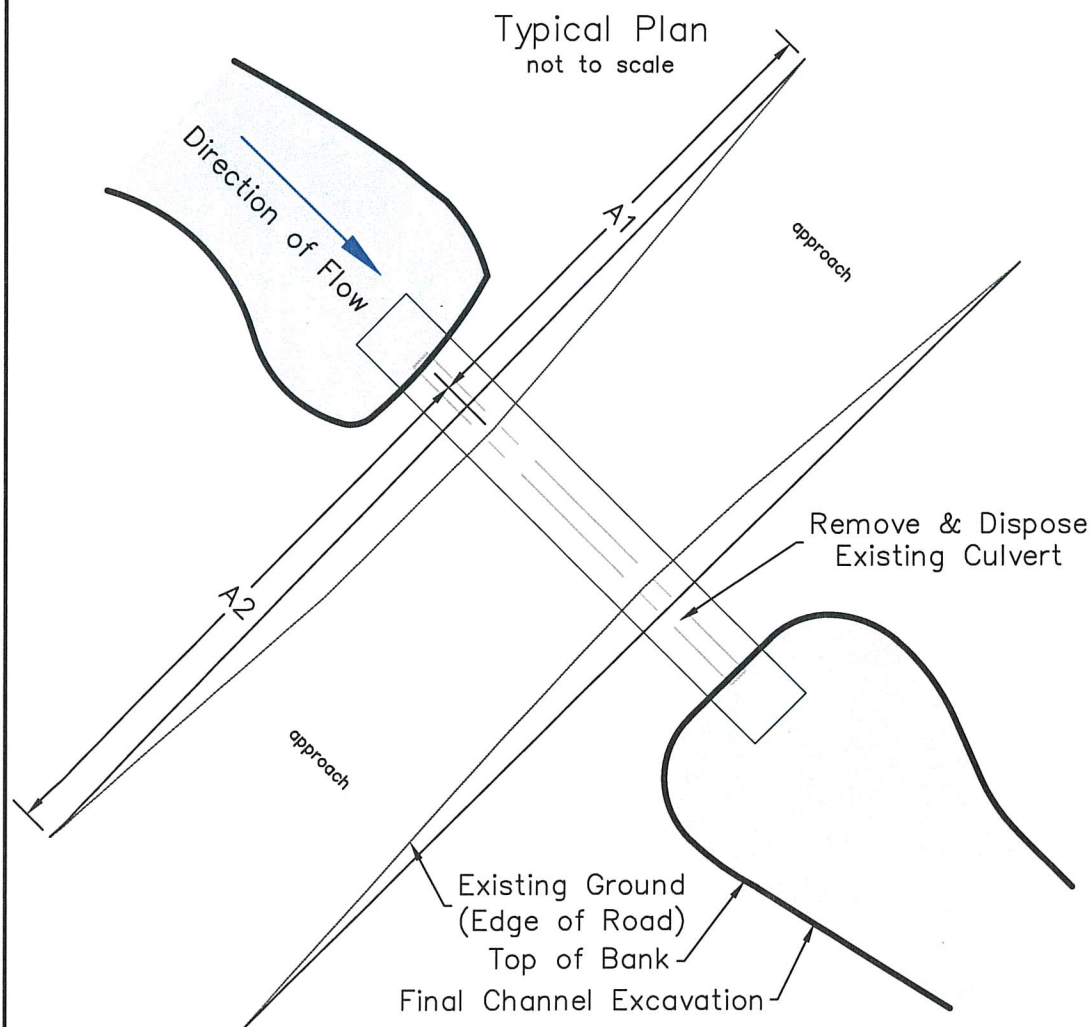 Typical Plan
not to scale
Direction of Flow
A1
approach
Remove & Dispose
Existing Culvert
A2
approach
Existing Ground
(Edge of Road)
Top of Bank
Final Channel Excavation